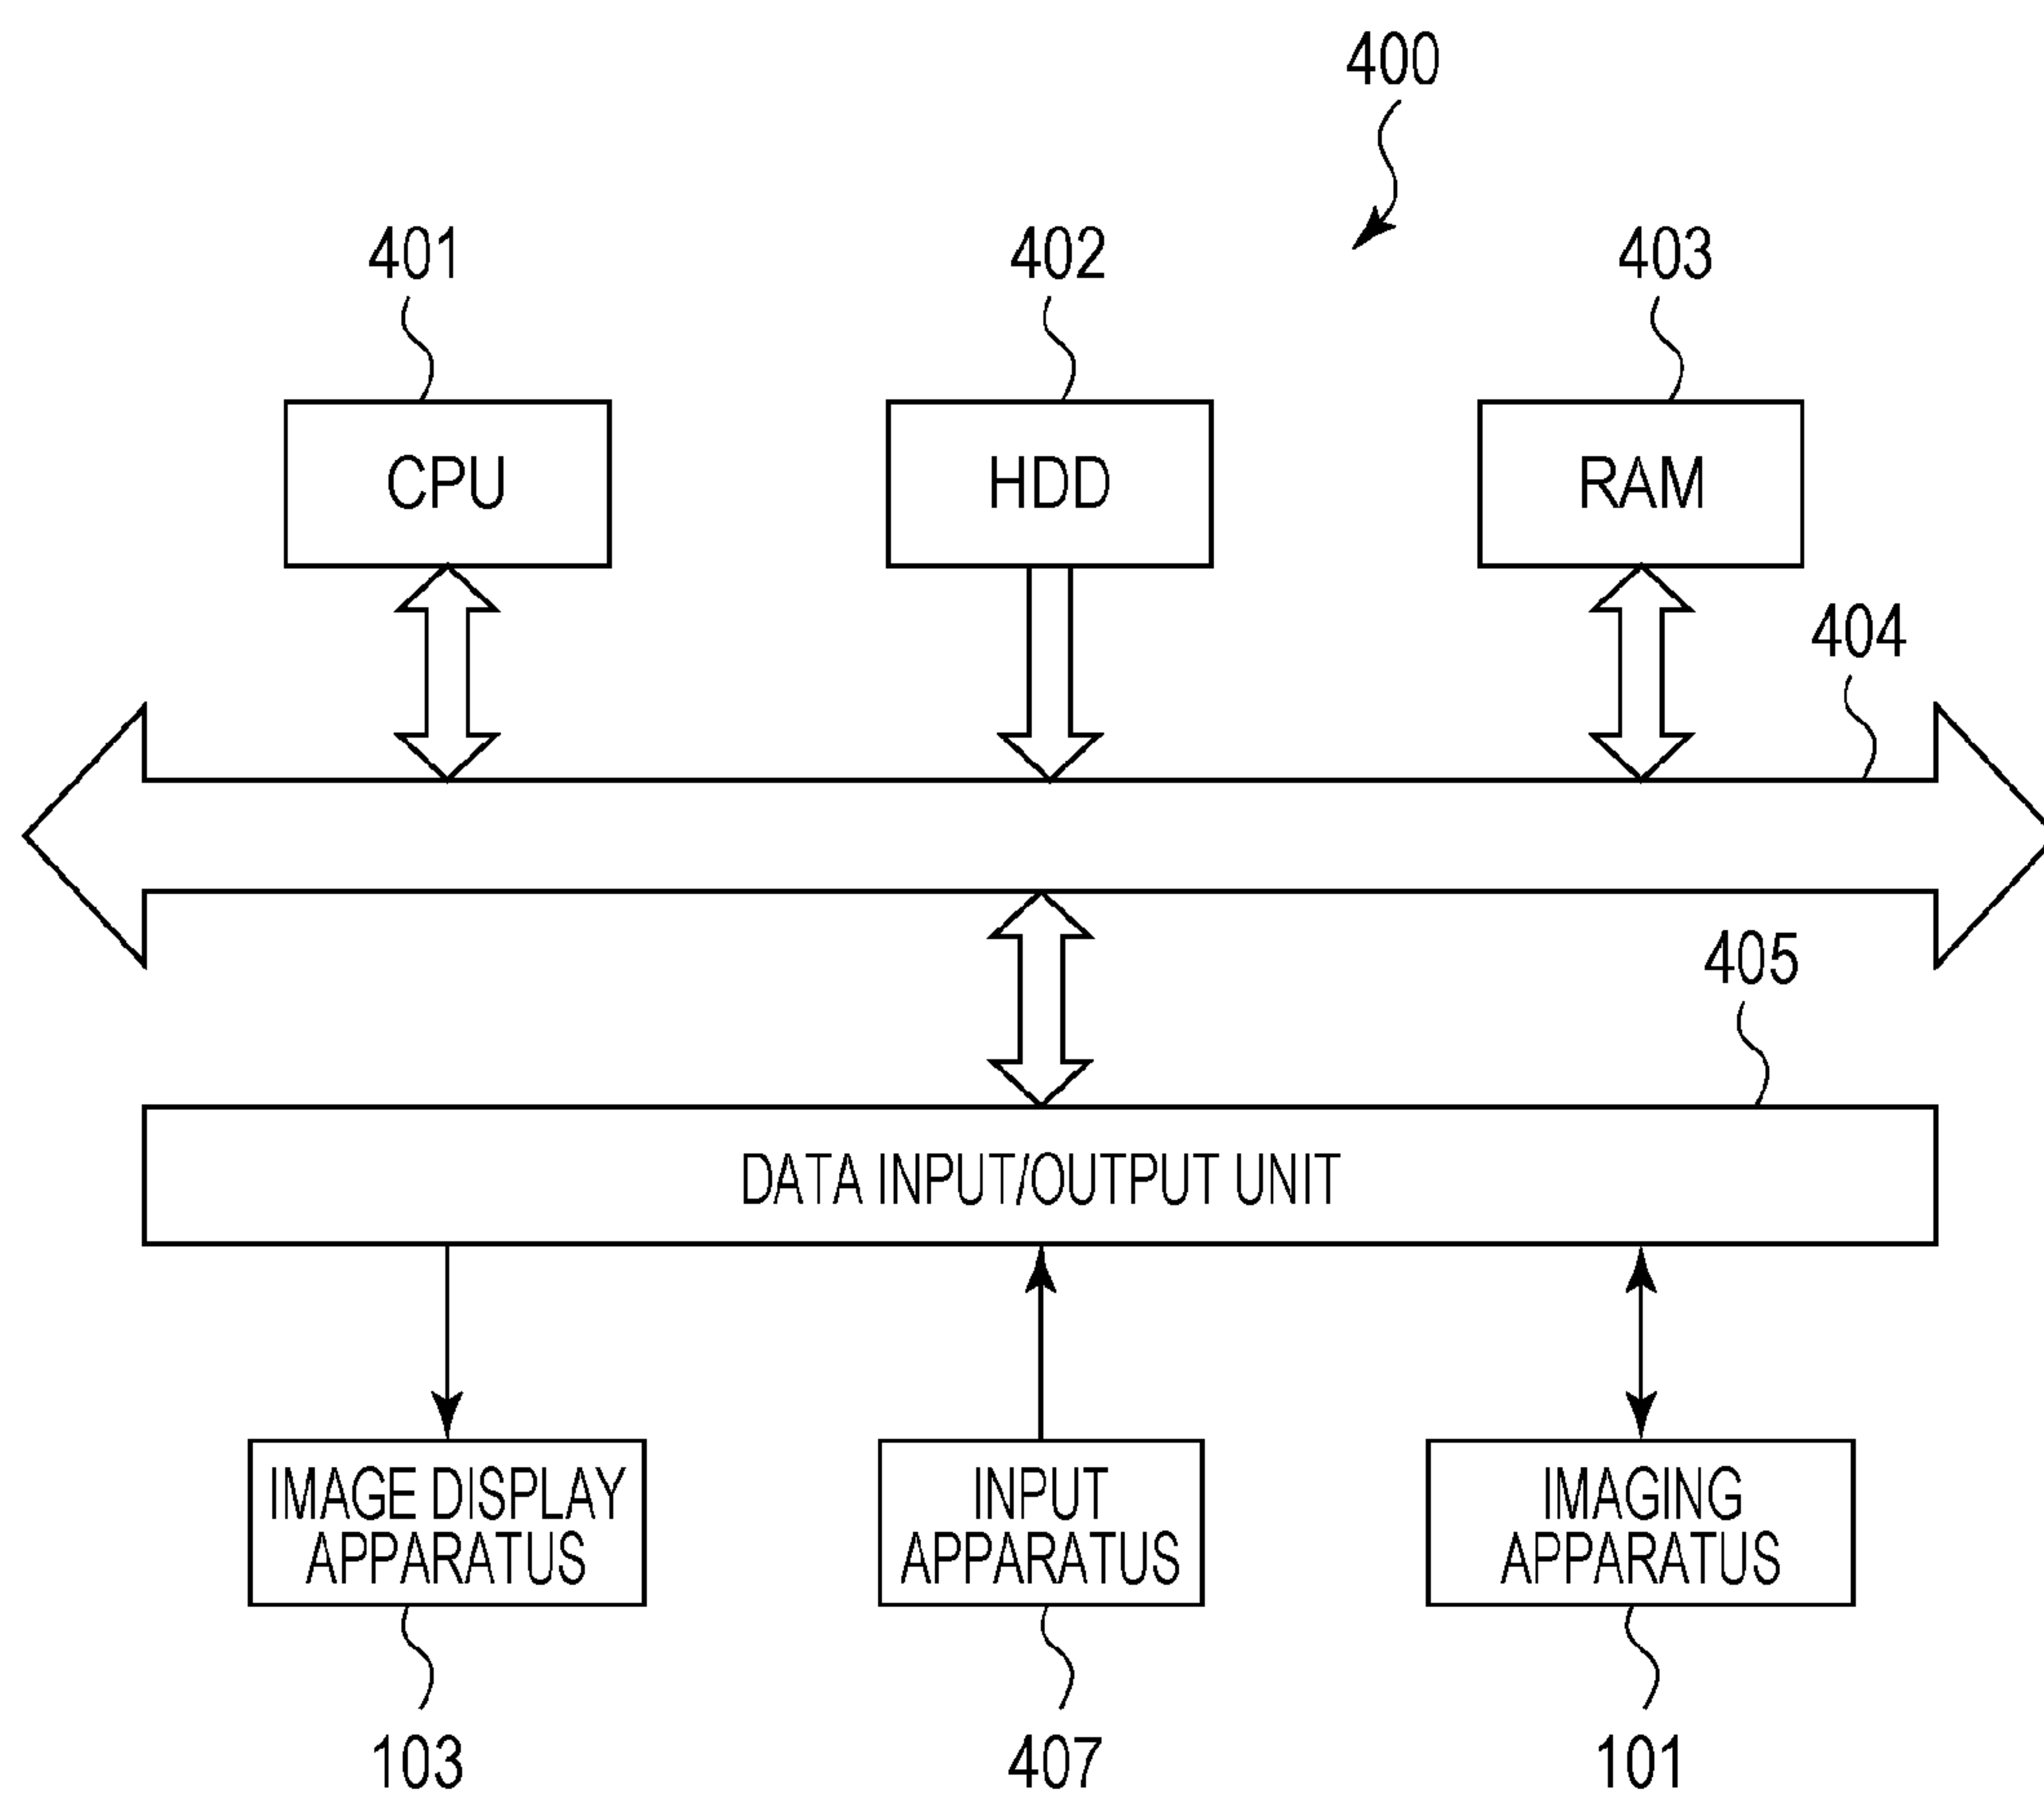 400
401
402
403
CPU
HDD
RAM
404
405
DATA INPUT/OUTPUT UNIT
IMAGE DISPLAY
APPARATUS
INPUT
APPARATUS
IMAGING
APPARATUS
103
407
101